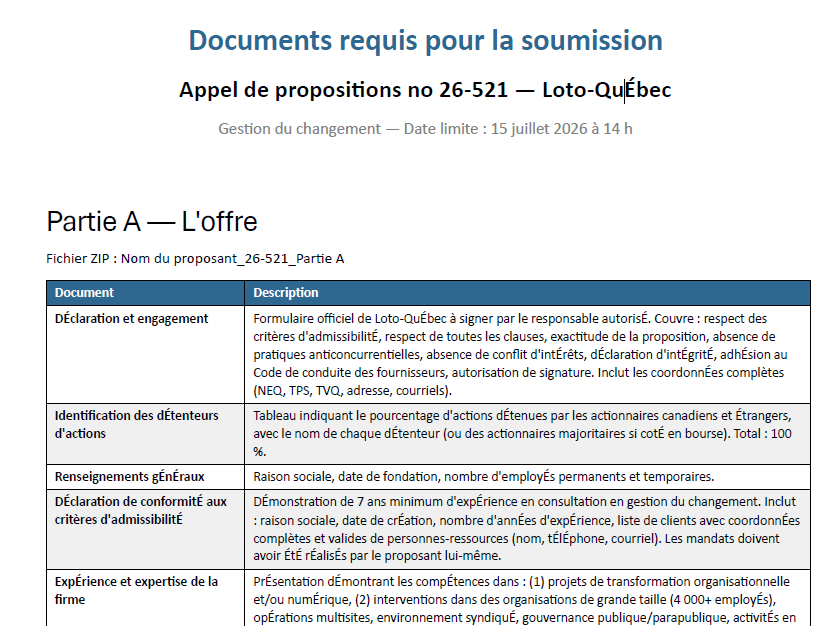 Documents requis pour la soumission
Appel de propositions no 26-521 — Loto-QuÉbec
Gestion du changement — Date limite : 15 juillet 2026 à 14 h
Partie A — L'offre
Fichier ZIP : Nom du proposant_26-521_Partie A
Document
Description
DÉclaration et engagement
Formulaire officiel de Loto-QuÉbec à signer par le responsable autorisÉ. Couvre : respect des
critères d'admissibilitÉ, respect de toutes les clauses, exactitude de la proposition, absence de
pratiques anticoncurrentielles, absence de conflit d'intÉrêts, dÉclaration d'intÉgritÉ, adhÉsion au
Code de conduite des fournisseurs, autorisation de signature. Inclut les coordonnÉes complètes
(NEQ, TPS, TVQ, adresse, courriels).
Identification des dÉtenteurs
d'actions
Tableau indiquant le pourcentage d'actions dÉtenues par les actionnaires canadiens et Étrangers,
avec le nom de chaque dÉtenteur (ou des actionnaires majoritaires si cotÉ en bourse). Total : 100
%.
Renseignements gÉnÉraux
Raison sociale, date de fondation, nombre d'employÉs permanents et temporaires.
DÉclaration de conformitÉ aux
critères d'admissibilitÉ
DÉmonstration de 7 ans minimum d'expÉrience en consultation en gestion du changement. Inclut
: raison sociale, date de crÉation, nombre d'annÉes d'expÉrience, liste de clients avec coordonnÉes
complètes et valides de personnes-ressources (nom, tÉlÉphone, courriel). Les mandats doivent
avoir ÉtÉ rÉalisÉs par le proposant lui-même.
ExpÉrience et expertise de la
firme
PrÉsentation dÉmontrant les compÉtences dans : (1) projets de transformation organisationnelle
et/ou numÉrique, (2) interventions dans des organisations de grande taille (4 000+ employÉs),
opÉrations multisites, environnement syndiquÉ, gouvernance publique/parapublique, activitÉs en